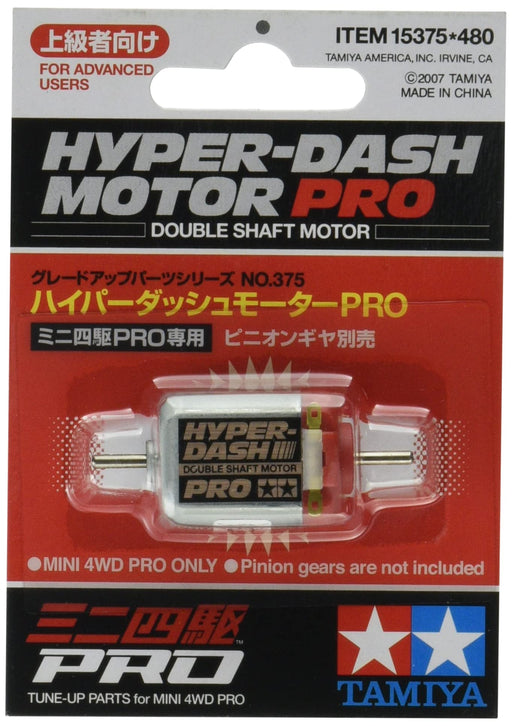 上級者向け
FOR ADVANCED
USERS
ITEM 15375*480
TAMIYA AMERICA, INC. IRVINE, CA
©2007 TAMIYA
MADE IN CHINA
HYPER-DASH
MOTOR PRO
DOUBLE SHAFT MOTOR
グレードアップパーツシリーズ NO.375
ハイパーダッシュモーターPRO
ミニ四駆PRO専用 ピニオンギヤ別売
HYPER-
DASH
DOUBLE SHAFT MOTOR
PRO
●MINI 4WD PRO ONLY ●Pinion gears are not included
ミニ四駆
PRO
TUNE-UP PARTS for MINI 4WD PRO
TAMIYA